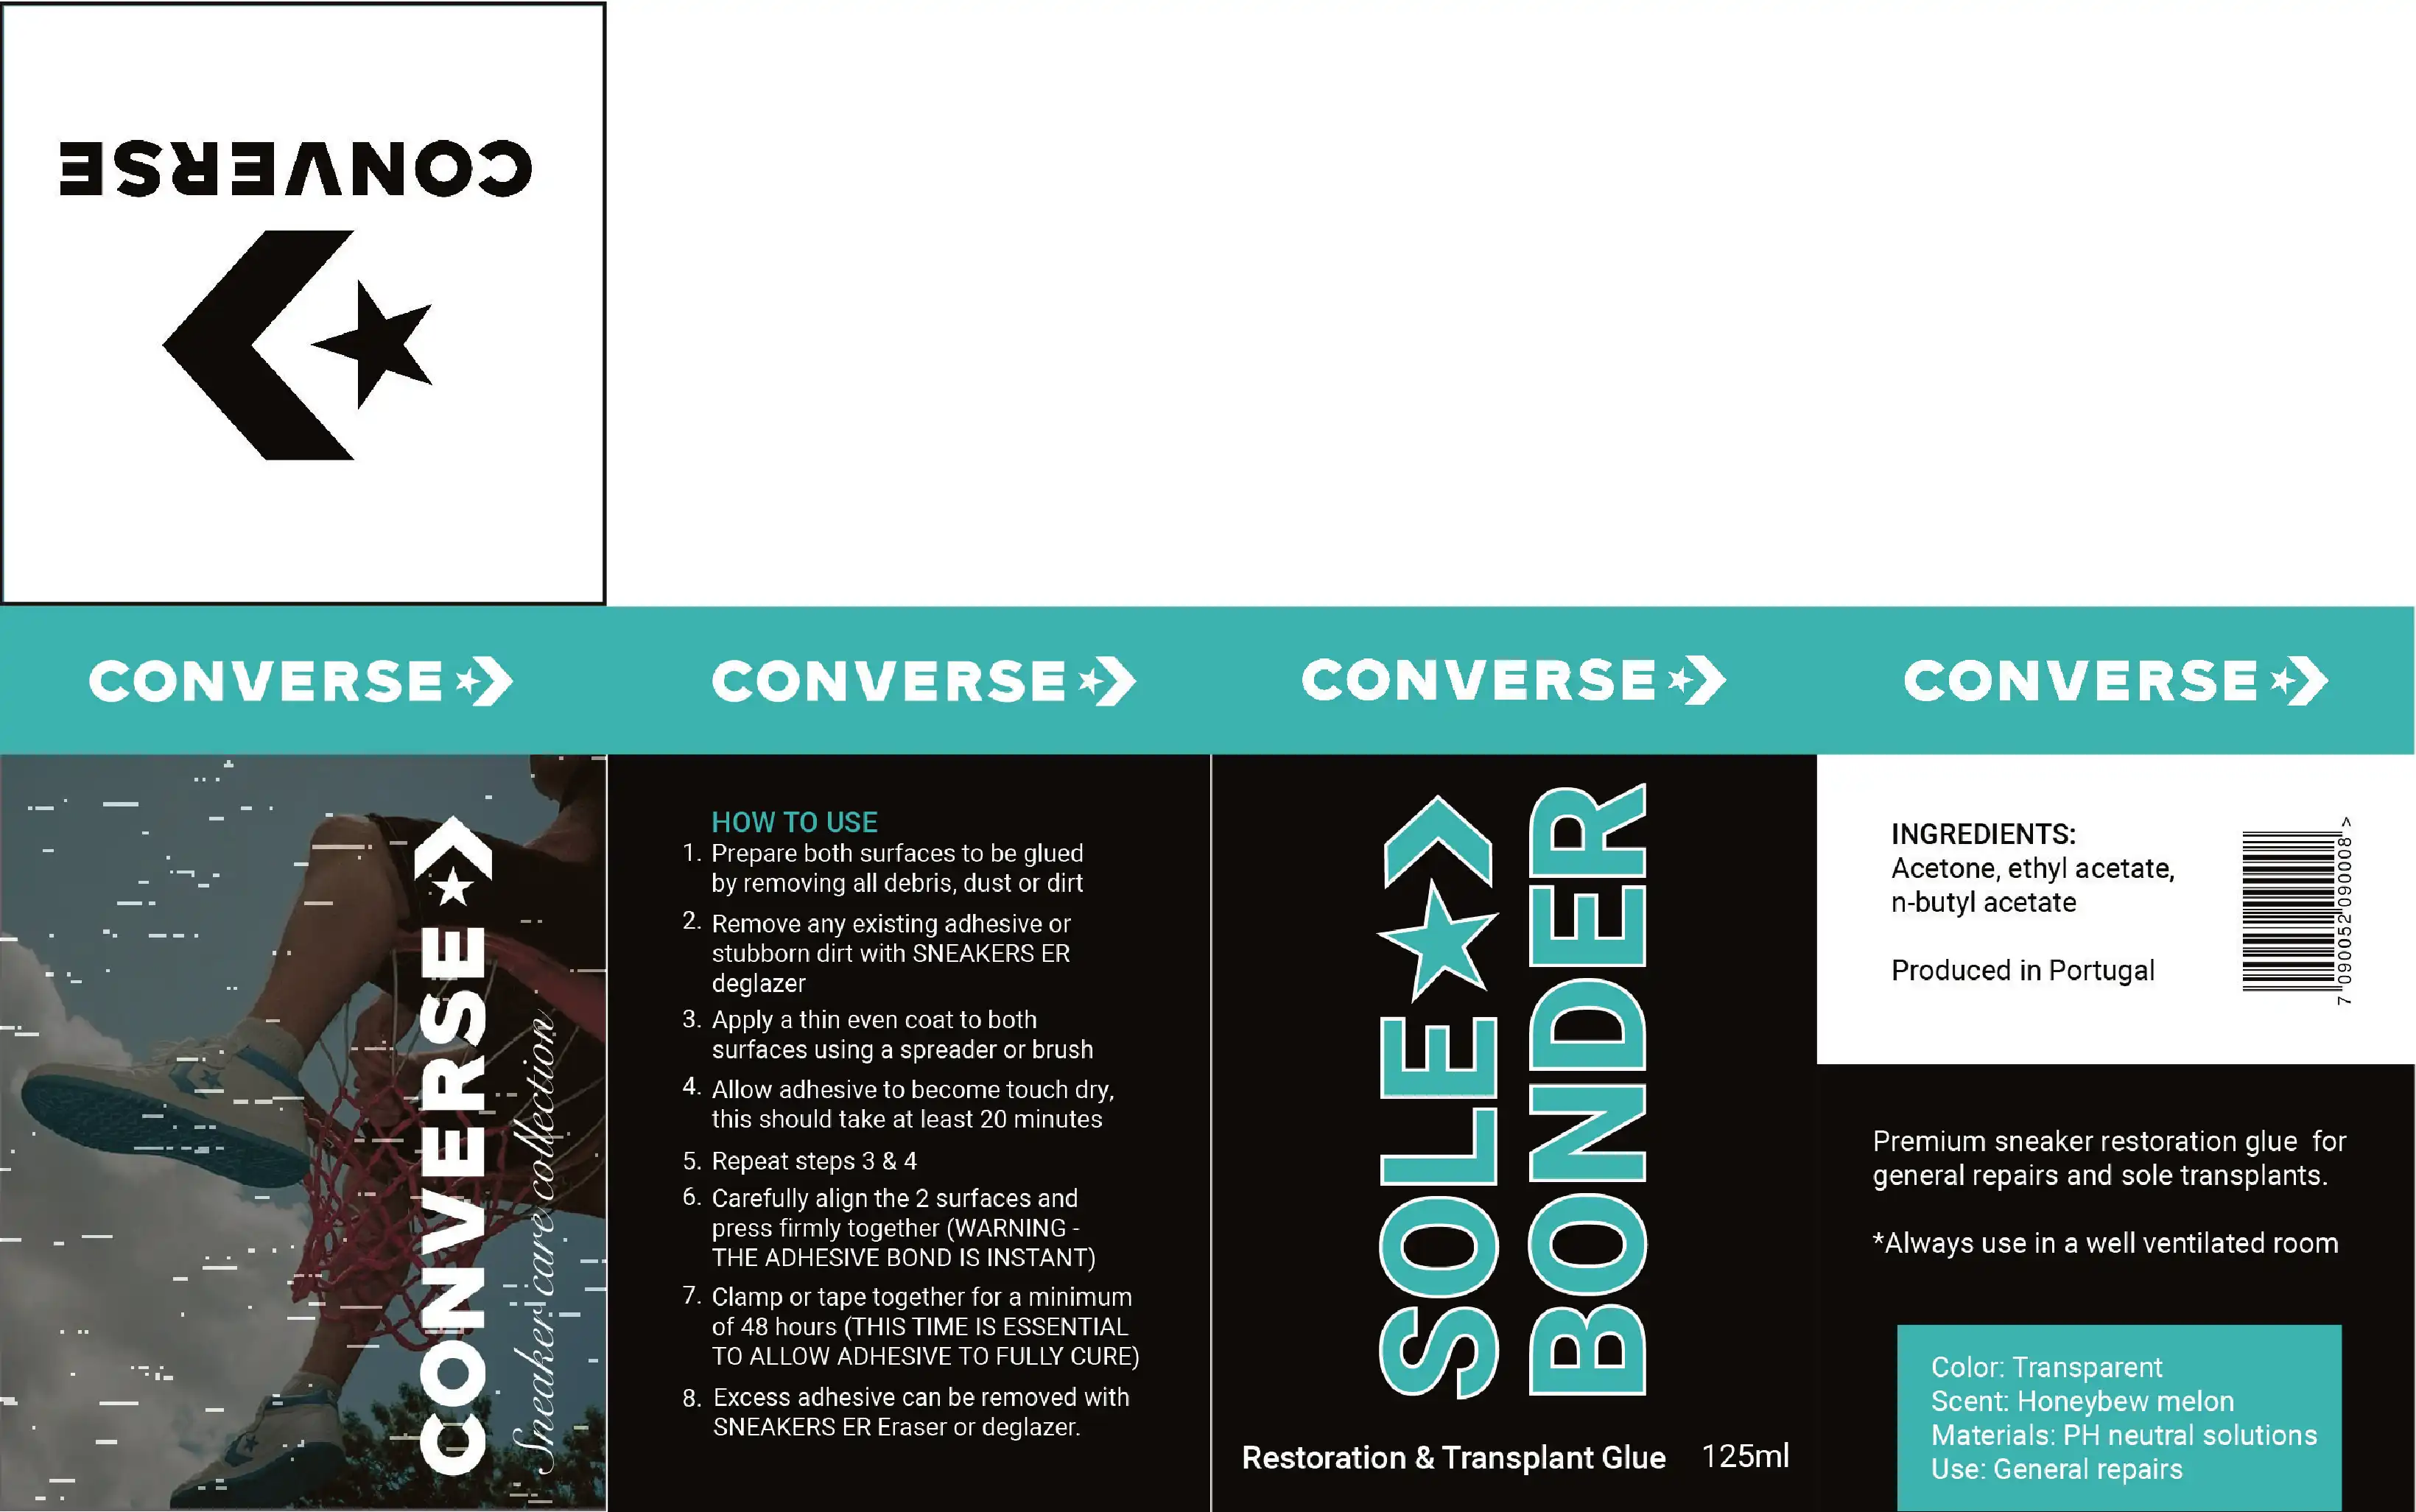 CONVERSE
CONVERSE
CONVERSE
CONVERSE
CONVERSE
CONVERSE
Sneaker care collection
HOW TO USE
1. Prepare both surfaces to be glued
by removing all debris, dust or dirt
2. Remove any existing adhesive or
stubborn dirt with SNEAKERS ER
deglazer
3. Apply a thin even coat to both
surfaces using a spreader or brush
4. Allow adhesive to become touch dry,
this should take at least 20 minutes
5. Repeat steps 3 & 4
6. Carefully align the 2 surfaces and
press firmly together (WARNING -
THE ADHESIVE BOND IS INSTANT)
7. Clamp or tape together for a minimum
of 48 hours (THIS TIME IS ESSENTIAL
TO ALLOW ADHESIVE TO FULLY CURE)
8. Excess adhesive can be removed with
SNEAKERS ER Eraser or deglazer.
SOLE
BONDER
Restoration & Transplant Glue 125ml
INGREDIENTS:
Acetone, ethyl acetate,
n-butyl acetate
Produced in Portugal
7 090052 090008 >
Premium sneaker restoration glue for
general repairs and sole transplants.
*Always use in a well ventilated room
Color: Transparent
Scent: Honeybew melon
Materials: PH neutral solutions
Use: General repairs